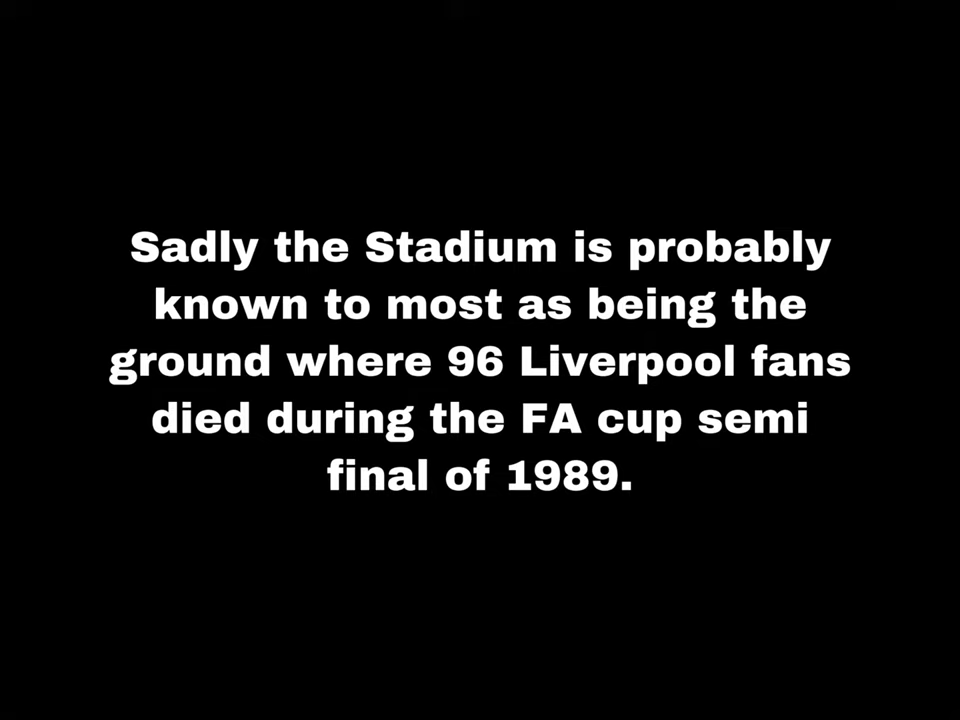 Sadly the Stadium is probably
known to most as being the
ground where 96 Liverpool fans
died during the FA cup semi
final of 1989.